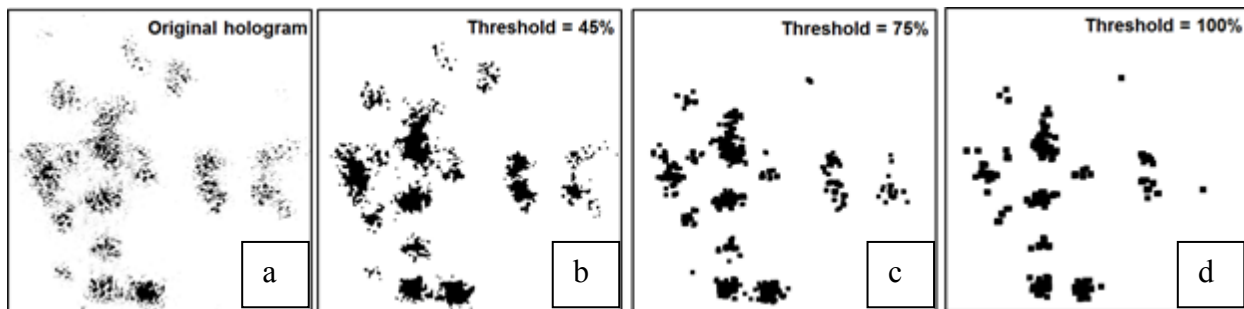 Original hologram
a
Threshold = 45%
b
Threshold = 75%
c
Threshold = 100%
d